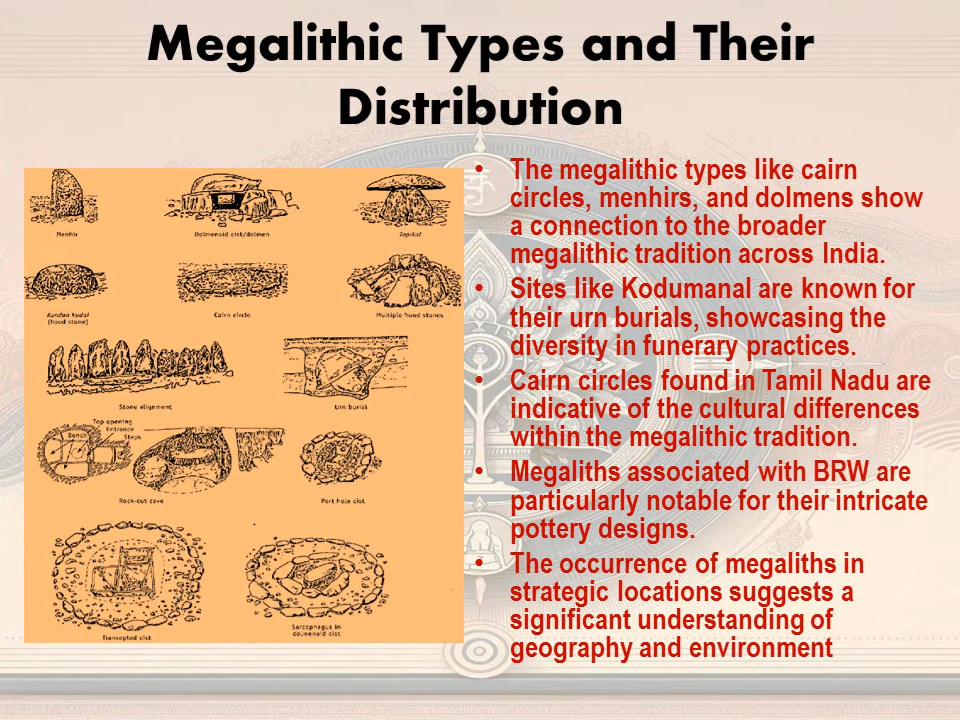 Megalithic Types and Their
Distribution
Menhir
Dolmenoid cist/dolmen
Topikal
Kundan kudai
(hood stone)
Cairn circle
Multiple hood stones
Stone alignment
Urn burial
Top opening
Entrance
Bench
Steps
Rock-cut cave
Port hole cist
Transepted cist
Sarcophagus in
doumenoid cist
• The megalithic types like cairn
circles, menhirs, and dolmens show
a connection to the broader
megalithic tradition across India.
• Sites like Kodumanal are known for
their urn burials, showcasing the
diversity in funerary practices.
• Cairn circles found in Tamil Nadu are
indicative of the cultural differences
within the megalithic tradition.
• Megaliths associated with BRW are
particularly notable for their intricate
pottery designs.
• The occurrence of megaliths in
strategic locations suggests a
significant understanding of
geography and environment